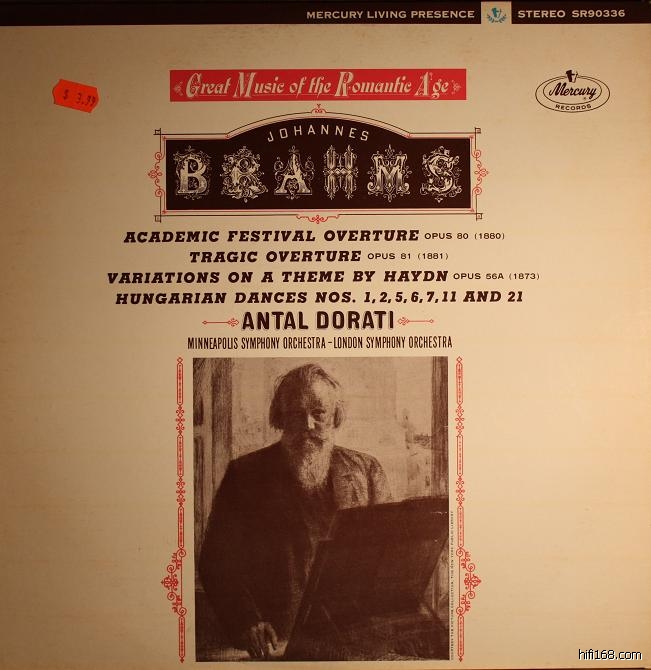 MERCURY LIVING PRESENCE STEREO SR90336
$ 3.99
Great Music of the Romantic Age
Mercury
RECORDS
JOHANNES
BRAHMS
ACADEMIC FESTIVAL OVERTURE OPUS 80 (1880)
TRAGIC OVERTURE OPUS 81 (1881)
VARIATIONS ON A THEME BY HAYDN OPUS 56A (1873)
HUNGARIAN DANCES NOS. 1, 2, 5, 6, 7, 11 AND 21
ANTAL DORATI
MINNEAPOLIS SYMPHONY ORCHESTRA–LONDON SYMPHONY ORCHESTRA
hifi168.com